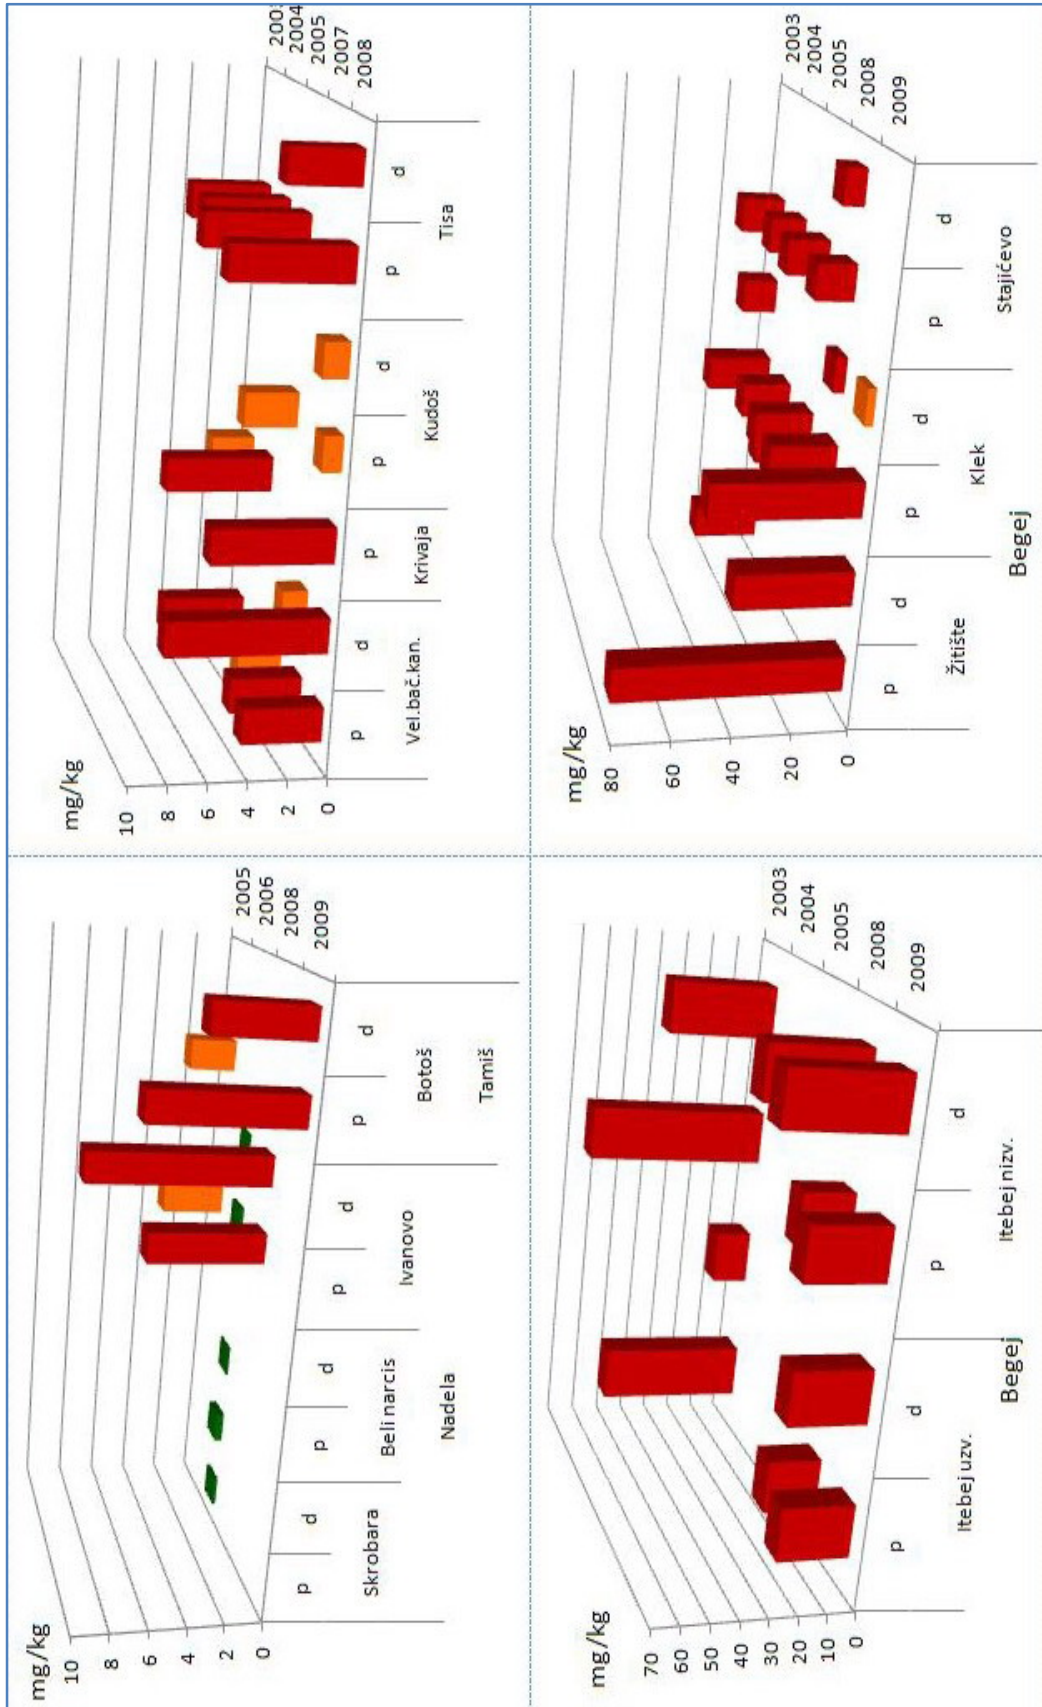 mg/kg
10
8
6
4
2
0
2005
2006
2008
2009
p d p d p d p d
Skrobara Beli narcis Ivanovo Botoš
Nadela Tamiš
mg/kg
10
8
6
4
2
0
2003
2004
2005
2007
2008
p d p p d p d
Vel.bač.kan. Krivaja Kudoš Tisa
mg/kg
70
60
50
40
30
20
10
0
2003
2004
2005
2008
2009
p d p d
Itebej uzv. Itebej nizv.
Begej
mg/kg
80
60
40
20
0
2003
2004
2005
2008
2009
p d p d p d
Žitište Klek Stajićevo
Begej